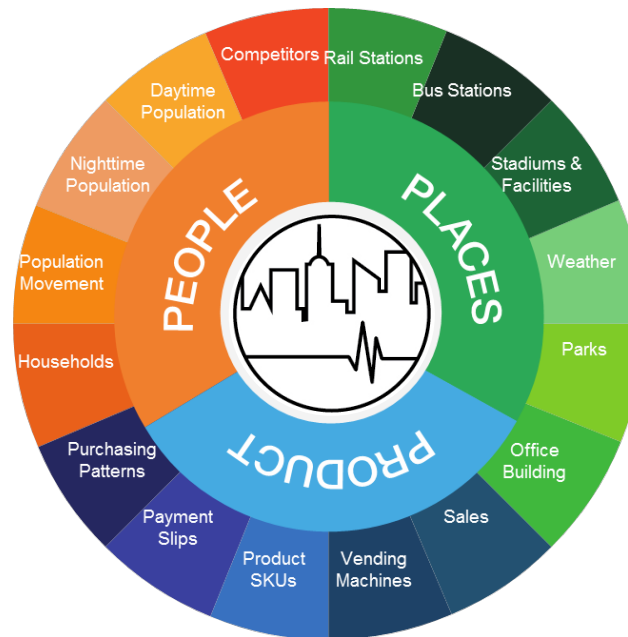 Competitors
Rail Stations
Bus Stations
Stadiums &
Facilities
Weather
Parks
Office
Building
Sales
Vending
Machines
Product
SKUs
Payment
Slips
Purchasing
Patterns
Households
Population
Movement
Nighttime
Population
Daytime
Population
PEOPLE
PLACES
PRODUCT